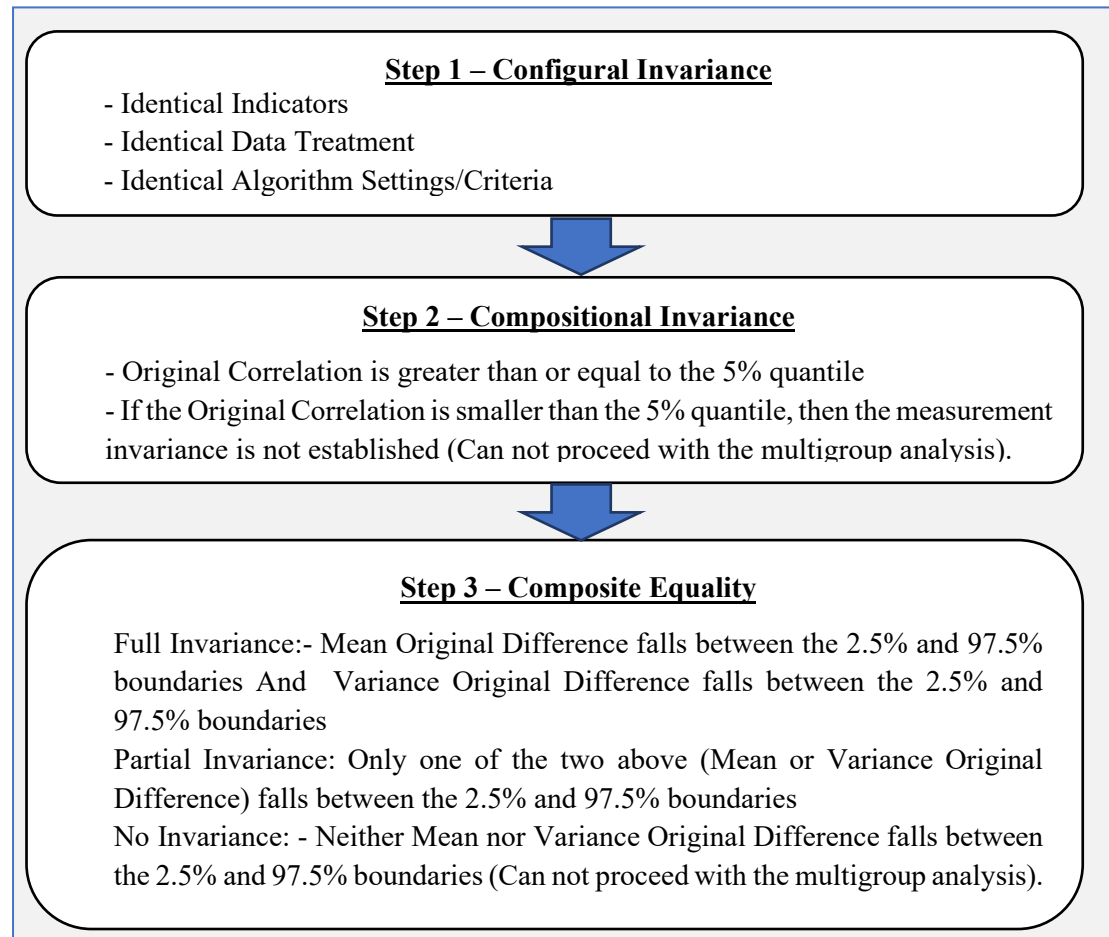 Step 1 – Configural Invariance
- Identical Indicators
- Identical Data Treatment
- Identical Algorithm Settings/Criteria
Step 2 – Compositional Invariance
- Original Correlation is greater than or equal to the 5% quantile
- If the Original Correlation is smaller than the 5% quantile, then the measurement
invariance is not established (Can not proceed with the multigroup analysis).
Step 3 – Composite Equality
Full Invariance:- Mean Original Difference falls between the 2.5% and 97.5%
boundaries And Variance Original Difference falls between the 2.5% and
97.5% boundaries
Partial Invariance: Only one of the two above (Mean or Variance Original
Difference) falls between the 2.5% and 97.5% boundaries
No Invariance: - Neither Mean nor Variance Original Difference falls between
the 2.5% and 97.5% boundaries (Can not proceed with the multigroup analysis).